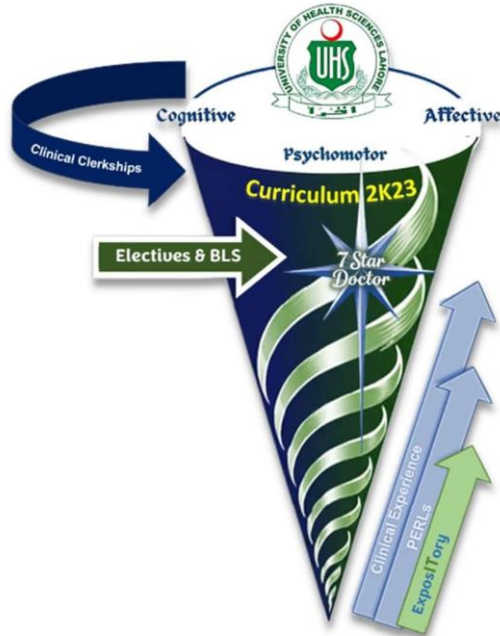 UNIVERSITY OF HEALTH SCIENCES LAHORE
UHS
Cognitive
Affective
Psychomotor
Clinical Clerkships
Curriculum 2K23
Electives & BLS
7 Star
Doctor
Clinical Experience
PERLs
ExposITory